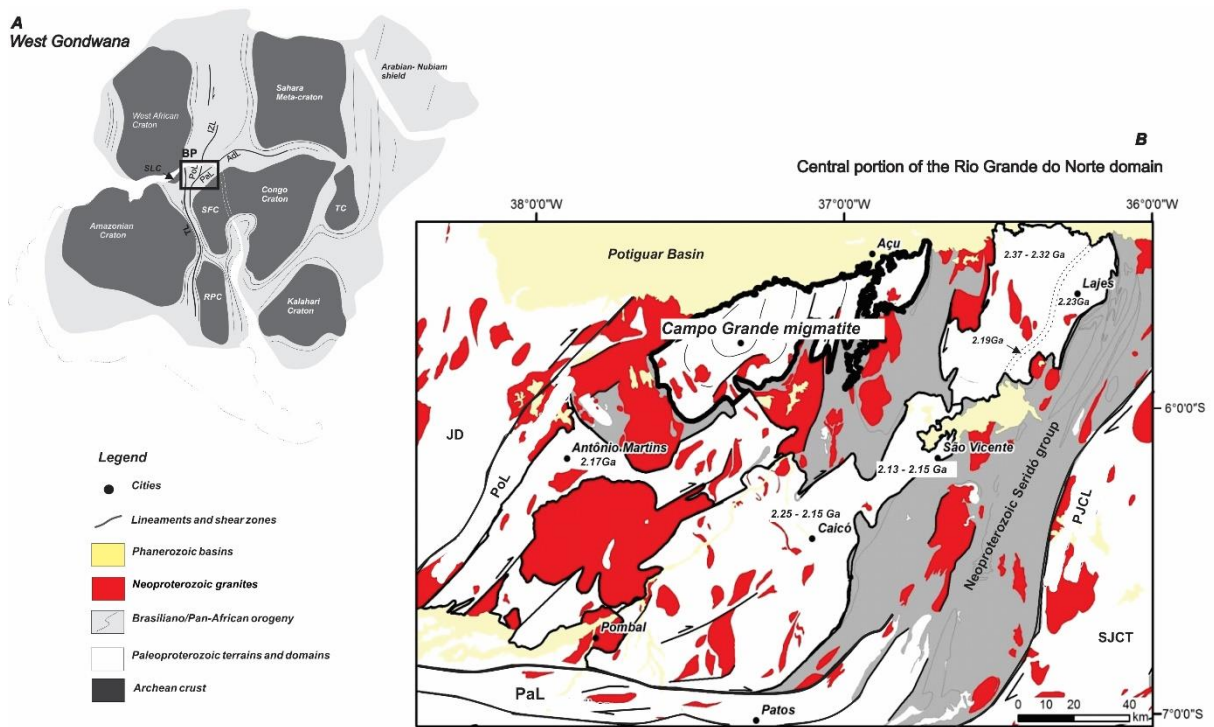 A
West Gondwana
Arabian- Nubiam
shield
Sahara
Meta-craton
West African
Craton
IZL
BP
AdL
SLC
PoL
PaL
Congo
Craton
SFC
TC
Amazonian
Craton
TL
RPC
Kalahari
Craton
Legend
Cities
Lineaments and shear zones
Phanerozoic basins
Neoproterozoic granites
Brasiliano/Pan-African orogeny
Paleoproterozoic terrains and domains
Archean crust
B
Central portion of the Rio Grande do Norte domain
38°0'0"S
37°0'0"S
36°0'0"S
Potiguar Basin
Açu
2.37 - 2.32 Ga
Lajes
2.23Ga
Campo Grande migmatite
2.19Ga
6°0'0"S
JD
Antônio Martins
2.17Ga
São Vicente
2.13 - 2.15 Ga
PoL
2.25 - 2.15 Ga
Caicó
Neoproterozoic Seridó group
PJCL
Pombal
SJCT
PaL
Patos
0 10 20 40
km
7°0'0"S